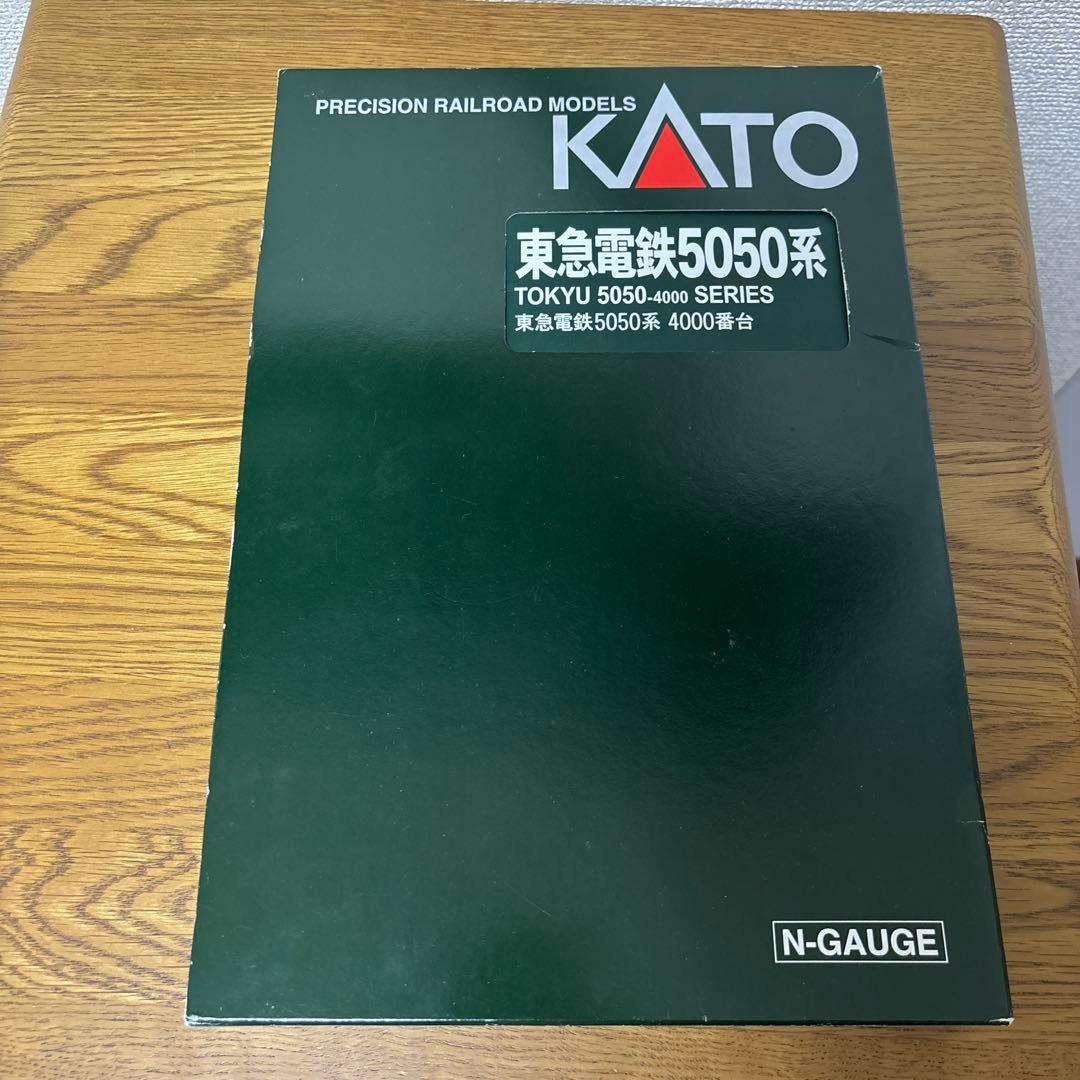 PRECISION RAILROAD MODELS
KATO
東急電鉄5050系
TOKYU 5050-4000 SERIES
東急電鉄5050系 4000番台
N-GAUGE